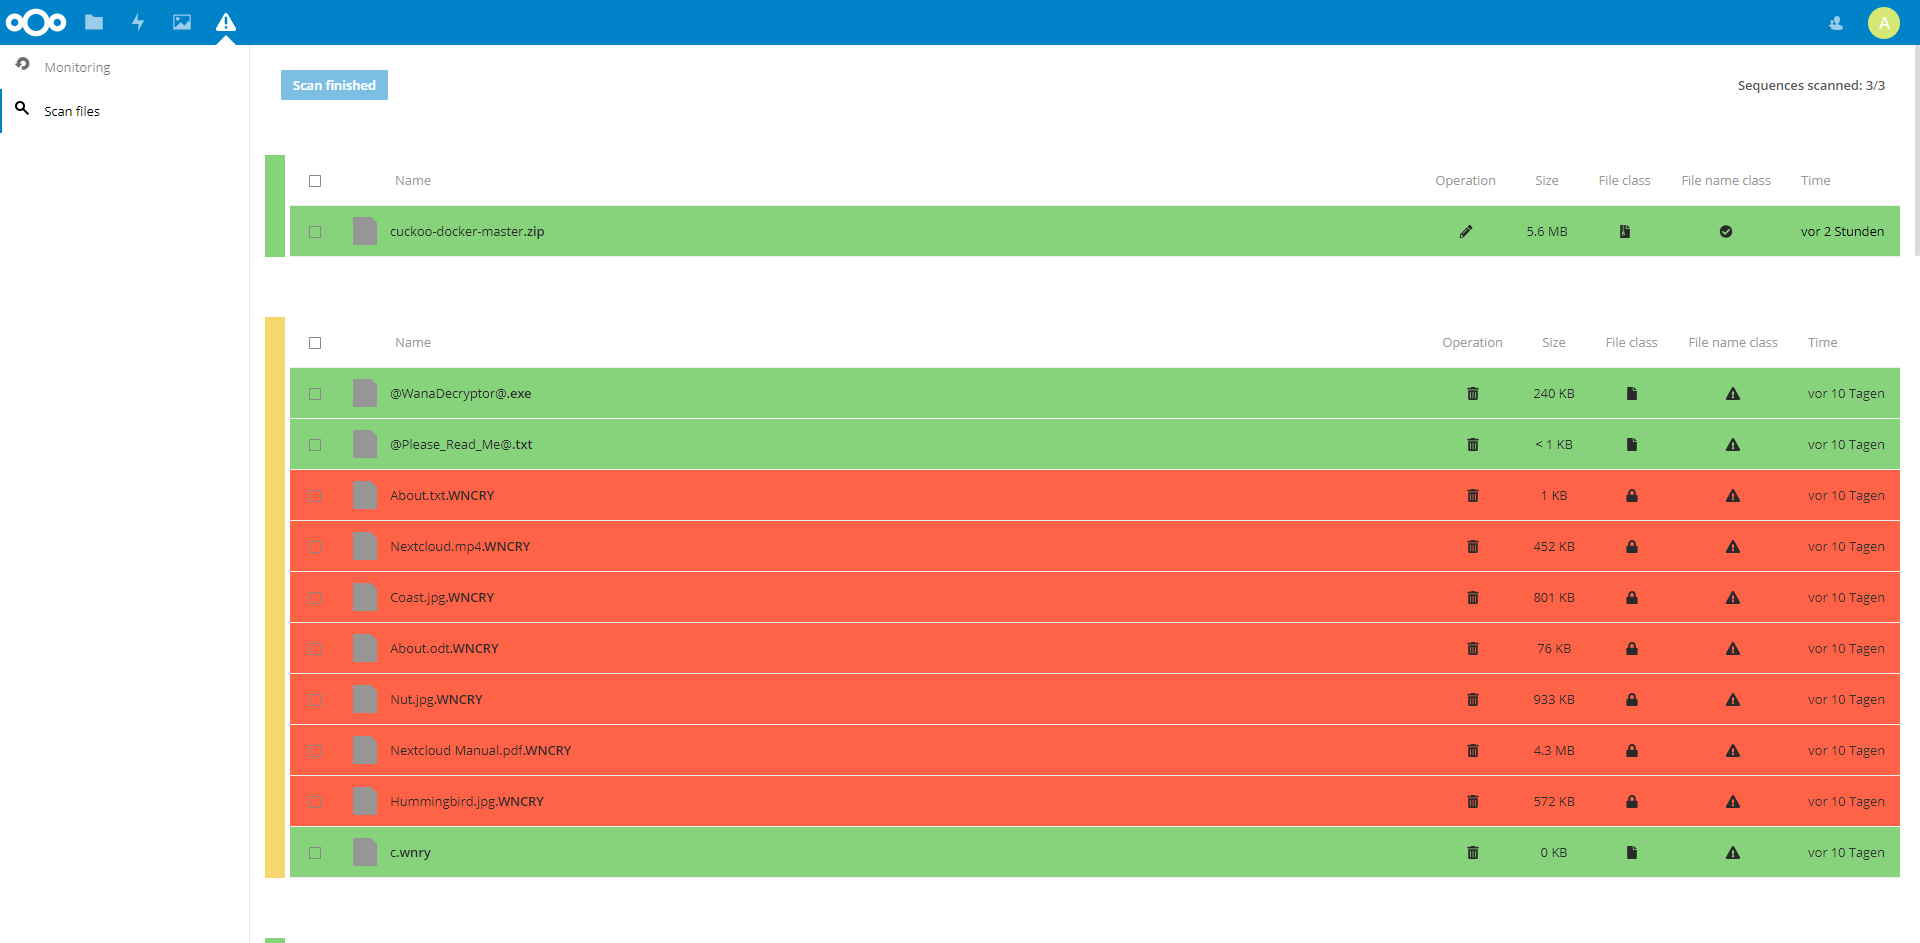 A
Monitoring
Scan files
Scan finished
Sequences scanned: 3/3
Name Operation Size File class File name class Time
cuckoo-docker-master.zip 5.6 MB vor 2 Stunden
Name Operation Size File class File name class Time
@WanaDecryptor@.exe 240 KB vor 10 Tagen
@Please_Read_Me@.txt < 1 KB vor 10 Tagen
About.txt.WNCRY 1 KB vor 10 Tagen
Nextcloud.mp4.WNCRY 452 KB vor 10 Tagen
Coast.jpg.WNCRY 801 KB vor 10 Tagen
About.odt.WNCRY 76 KB vor 10 Tagen
Nut.jpg.WNCRY 933 KB vor 10 Tagen
Nextcloud Manual.pdf.WNCRY 4.3 MB vor 10 Tagen
Hummingbird.jpg.WNCRY 572 KB vor 10 Tagen
c.wnry 0 KB vor 10 Tagen